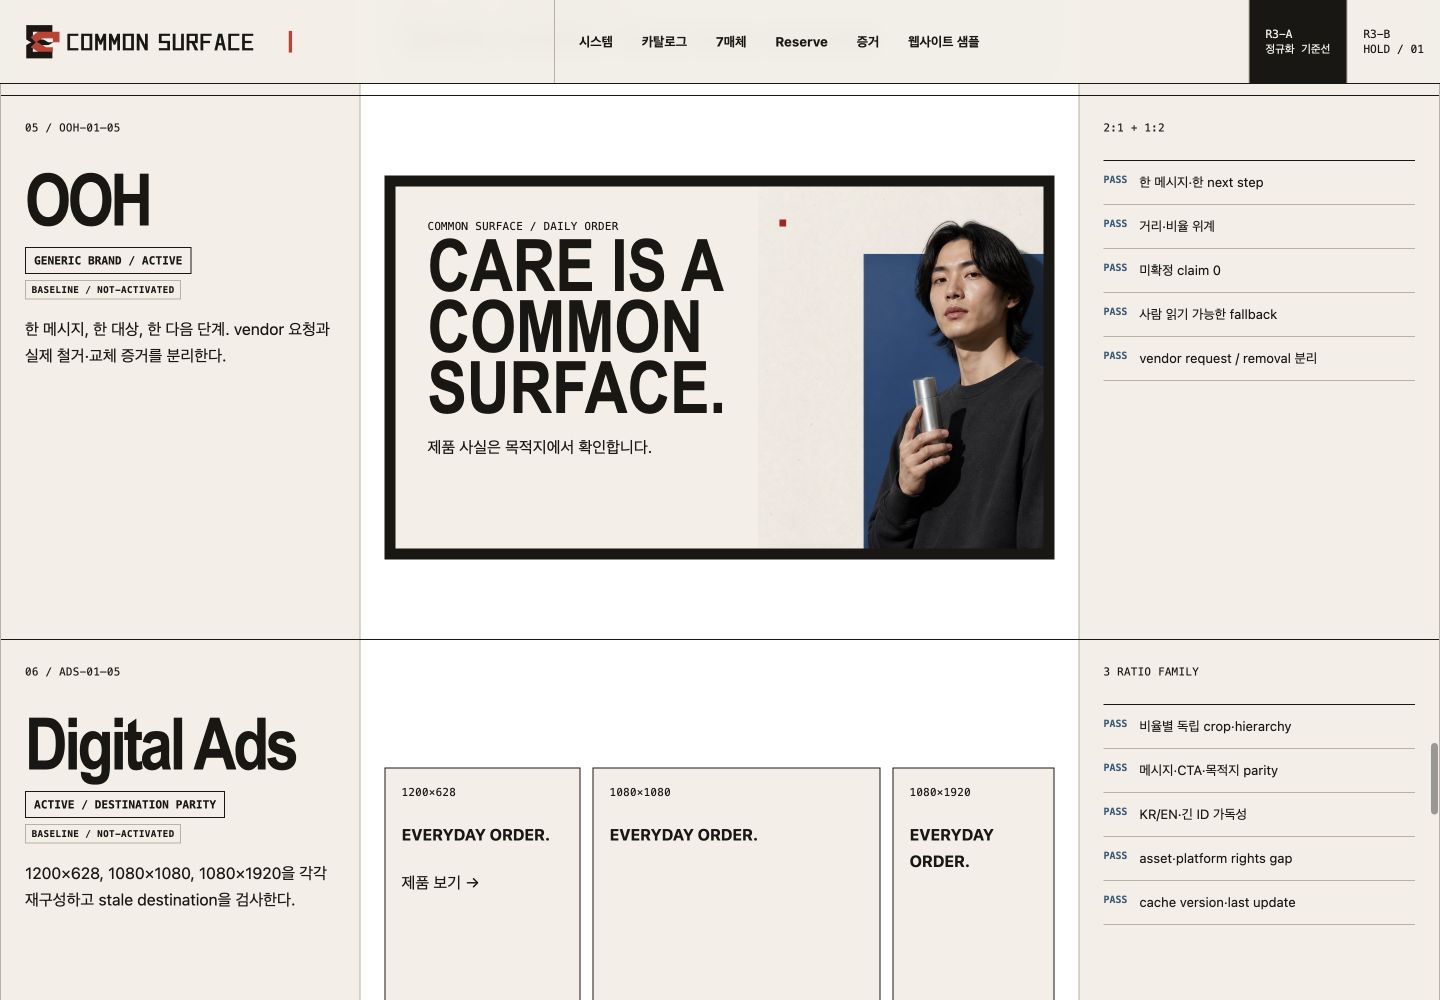 COMMON SURFACE
시스템
카탈로그
7매체
Reserve
증거
웹사이트 샘플
R3-A
정규화 기준선
R3-B
HOLD / 01
05 / OOH-01-05
OOH
GENERIC BRAND / ACTIVE
BASELINE / NOT-ACTIVATED
한 메시지, 한 대상, 한 다음 단계. vendor 요청과
실제 철거·교체 증거를 분리한다.
COMMON SURFACE / DAILY ORDER
CARE IS A
COMMON
SURFACE.
제품 사실은 목적지에서 확인합니다.
2:1 + 1:2
PASS 한 메시지·한 next step
PASS 거리·비율 위계
PASS 미확정 claim 0
PASS 사람 읽기 가능한 fallback
PASS vendor request / removal 분리
06 / ADS-01-05
Digital Ads
ACTIVE / DESTINATION PARITY
BASELINE / NOT-ACTIVATED
1200×628, 1080×1080, 1080×1920을 각각
재구성하고 stale destination을 검사한다.
1200×628
EVERYDAY ORDER.
제품 보기 →
1080×1080
EVERYDAY ORDER.
1080×1920
EVERYDAY
ORDER.
3 RATIO FAMILY
PASS 비율별 독립 crop·hierarchy
PASS 메시지·CTA·목적지 parity
PASS KR/EN·긴 ID 가독성
PASS asset·platform rights gap
PASS cache version·last update